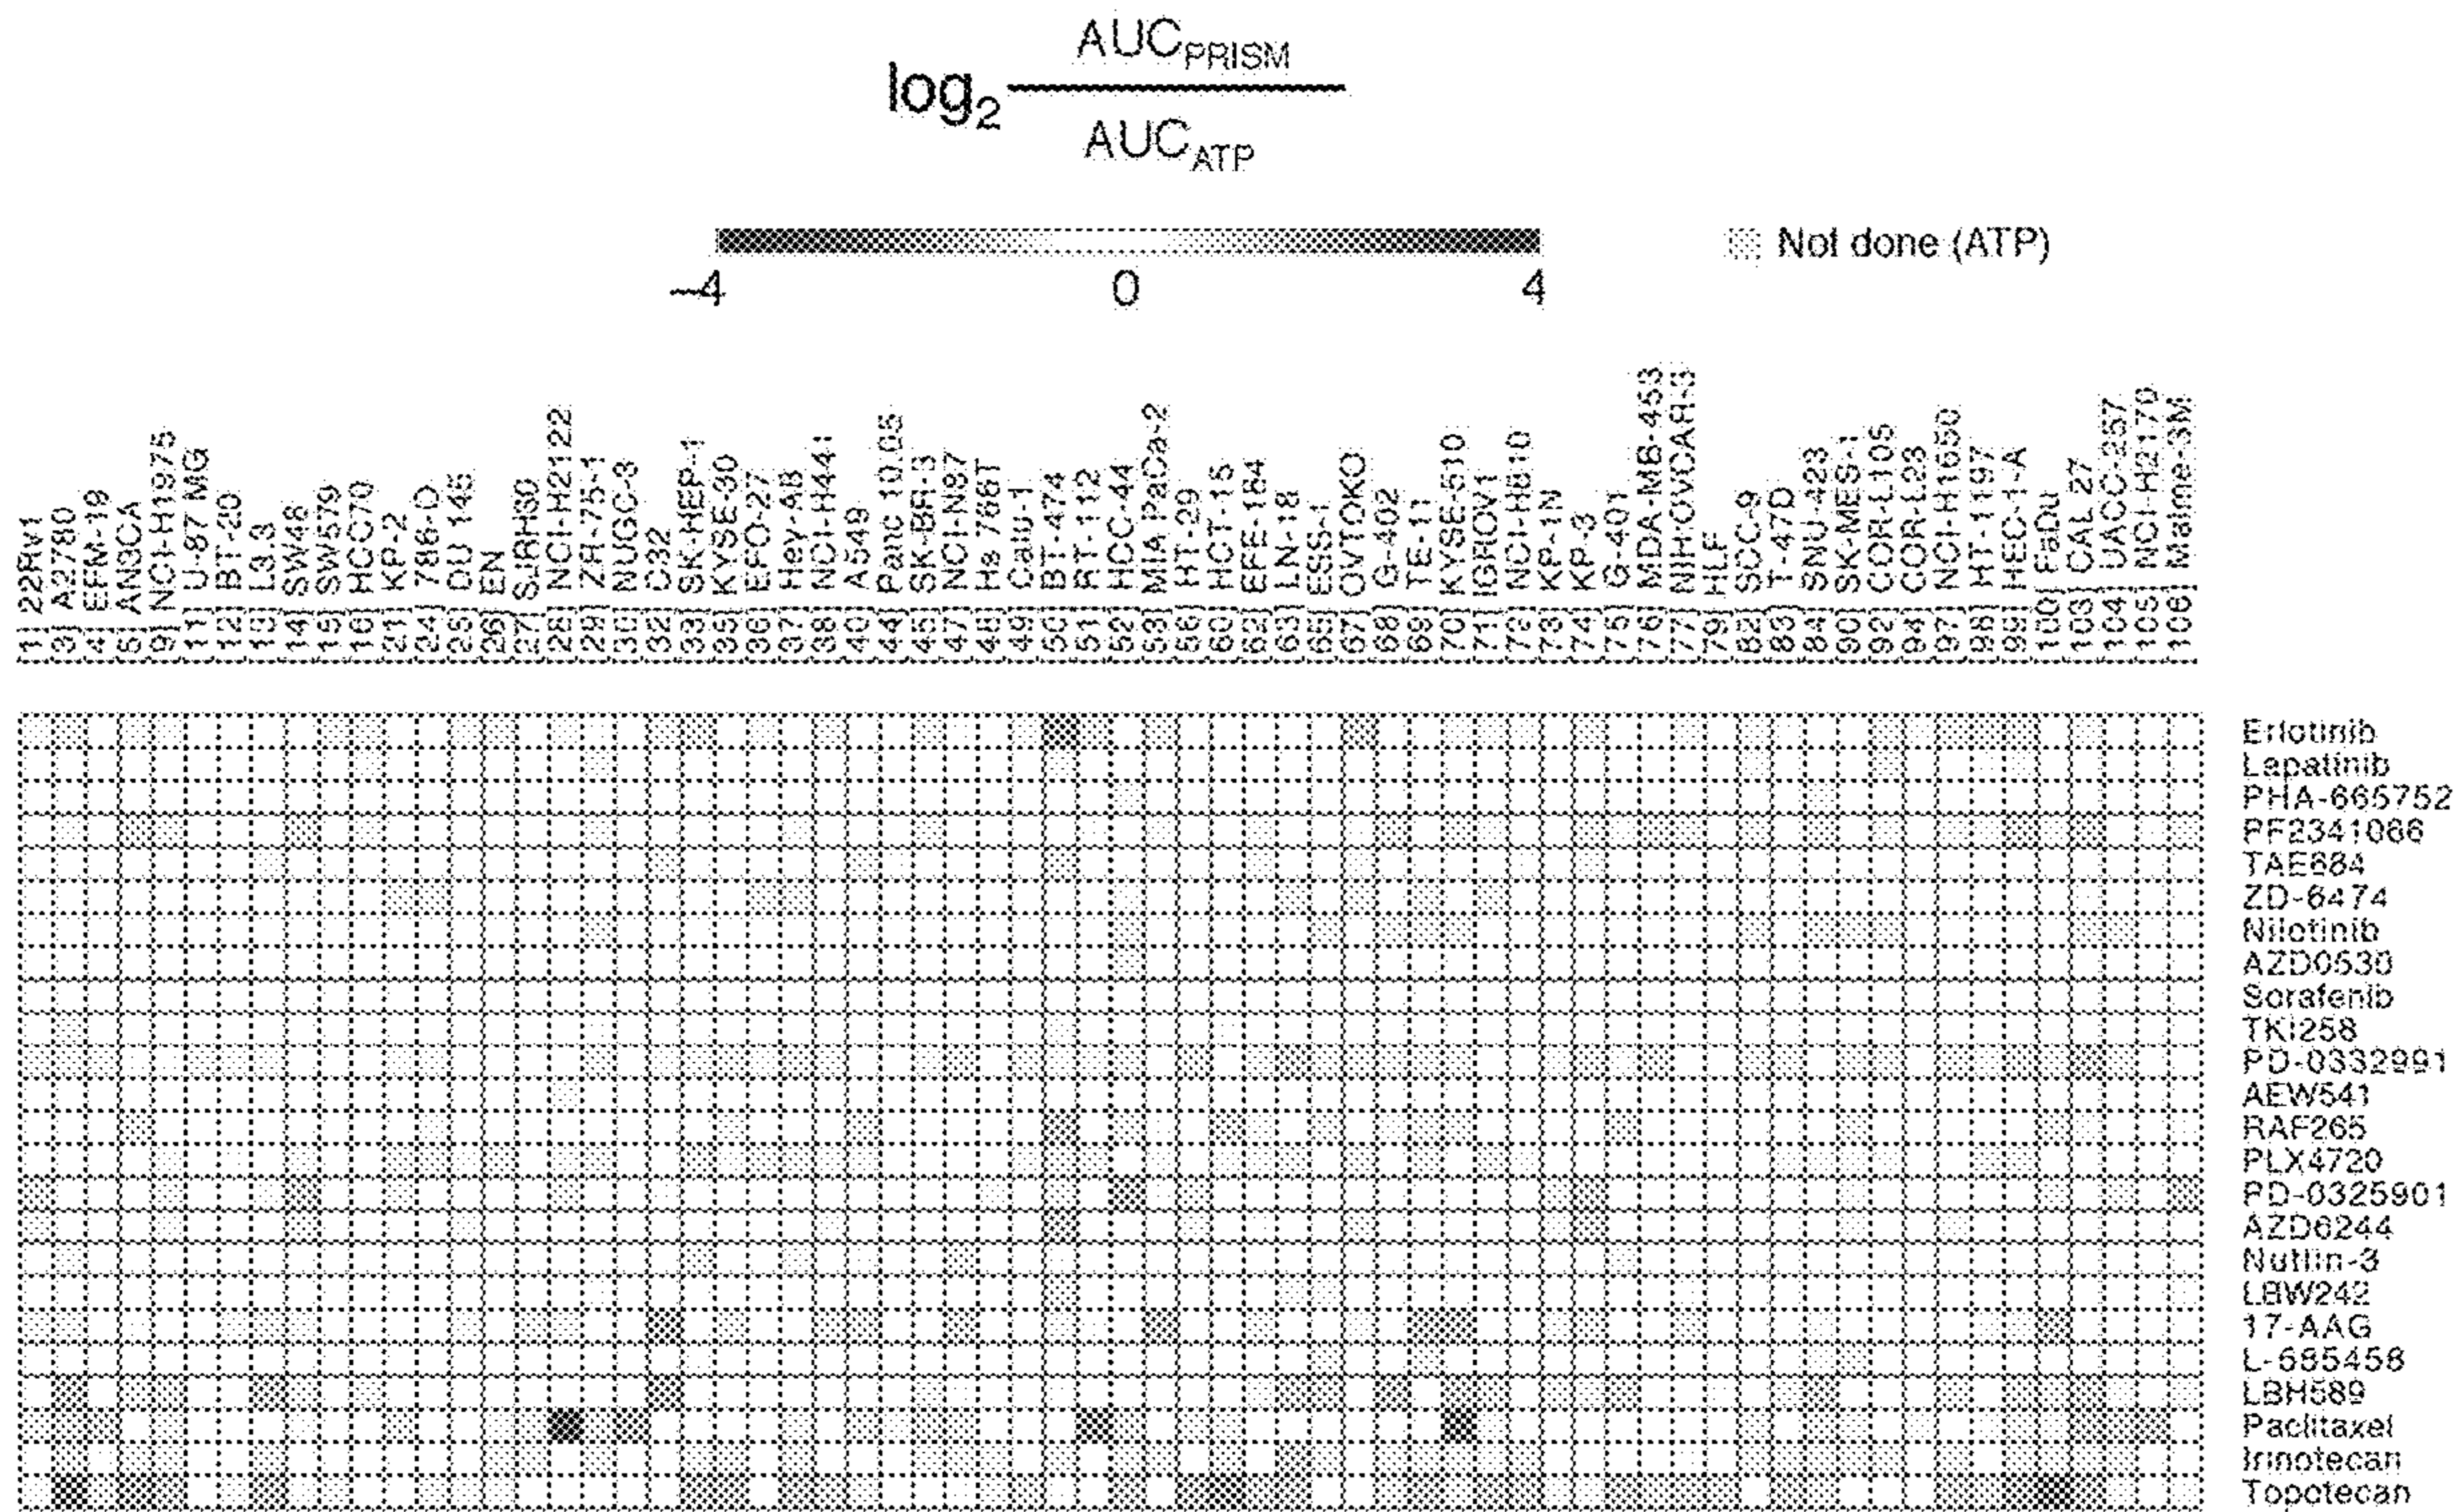 log2 AUCPRISM
AUCATP
–4 0 4 Not done (ATP)
1| 22Rv1
3| A2780
4| EFM-19
5| AN3CA
9| NCI-H1975
11| U-87 MG
12| BT-20
13| L3.3
14| SW48
15| SW579
16| HCC70
21| KP-2
24| 786-O
25| DU 145
26| EN
27| SJRH30
28| NCI-H2122
29| ZR-75-1
30| NUGC-3
32| C32
33| SK-HEP-1
35| KYSE-30
36| EFO-27
37| Hey-A8
38| NCI-H441
40| A549
44| Panc 10.05
45| SK-BR-3
47| NCI-N87
48| Hs 766T
49| Calu-1
50| BT-474
51| RT-112
52| HCC-44
53| MIA PaCa-2
56| HT-29
60| HCT-15
62| EFE-184
63| LN-18
65| ESS-1
67| OVTOKO
68| G-402
69| TE-11
70| KYSE-510
71| IGROV1
72| NCI-H810
73| KP-1N
74| KP-3
75| G-401
76| MDA-MB-453
77| NIH:OVCAR-3
79| HLF
82| SCC-9
83| T-47D
84| SNU-423
90| SK-MES-1
92| COR-L105
94| COR-L23
97| NCI-H1650
98| HT-1197
99| HEC-1-A
100| FaDu
103| CAL 27
104| UACC-257
105| NCI-H2170
106| Malme-3M
Erlotinib
Lapatinib
PHA-665752
PF2341066
TAE684
ZD-6474
Nilotinib
AZD0530
Sorafenib
TKI258
PD-0332991
AEW541
RAF265
PLX4720
PD-0325901
AZD6244
Nutlin-3
LBW242
17-AAG
L-685458
LBH589
Paclitaxel
Irinotecan
Topotecan